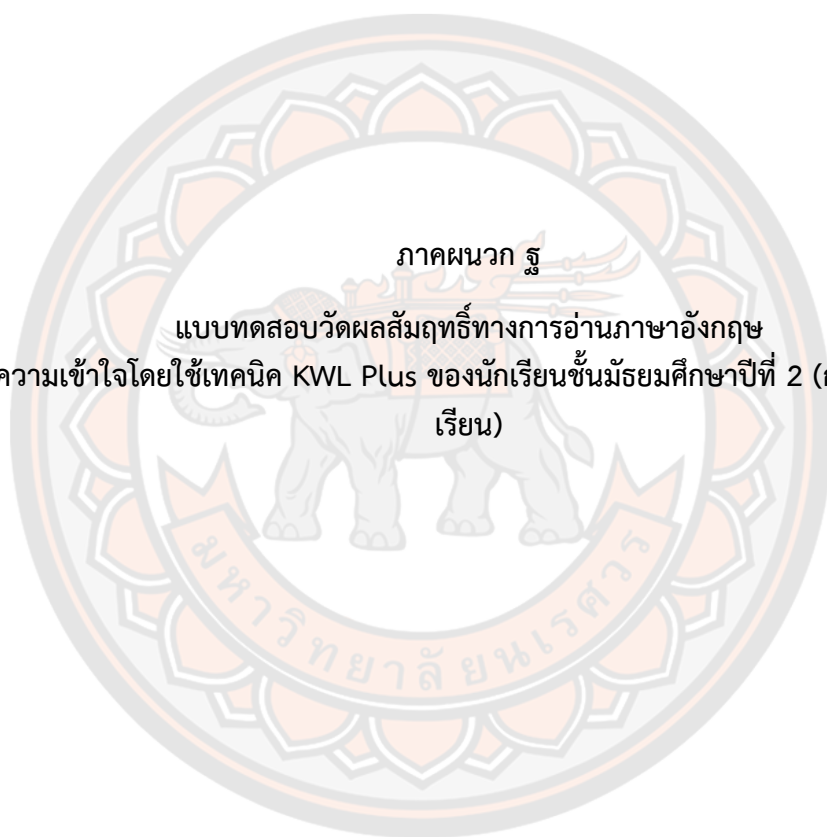 ภาคผนวก ฐ
แบบทดสอบวัดผลสัมฤทธิ์ทางการอ่านภาษาอังกฤษ
ความเข้าใจโดยใช้เทคนิค KWL Plus ของนักเรียนชั้นมัธยมศึกษาปีที่ 2 (
เรียน)
มหาวิทยาลัยนเรศวร